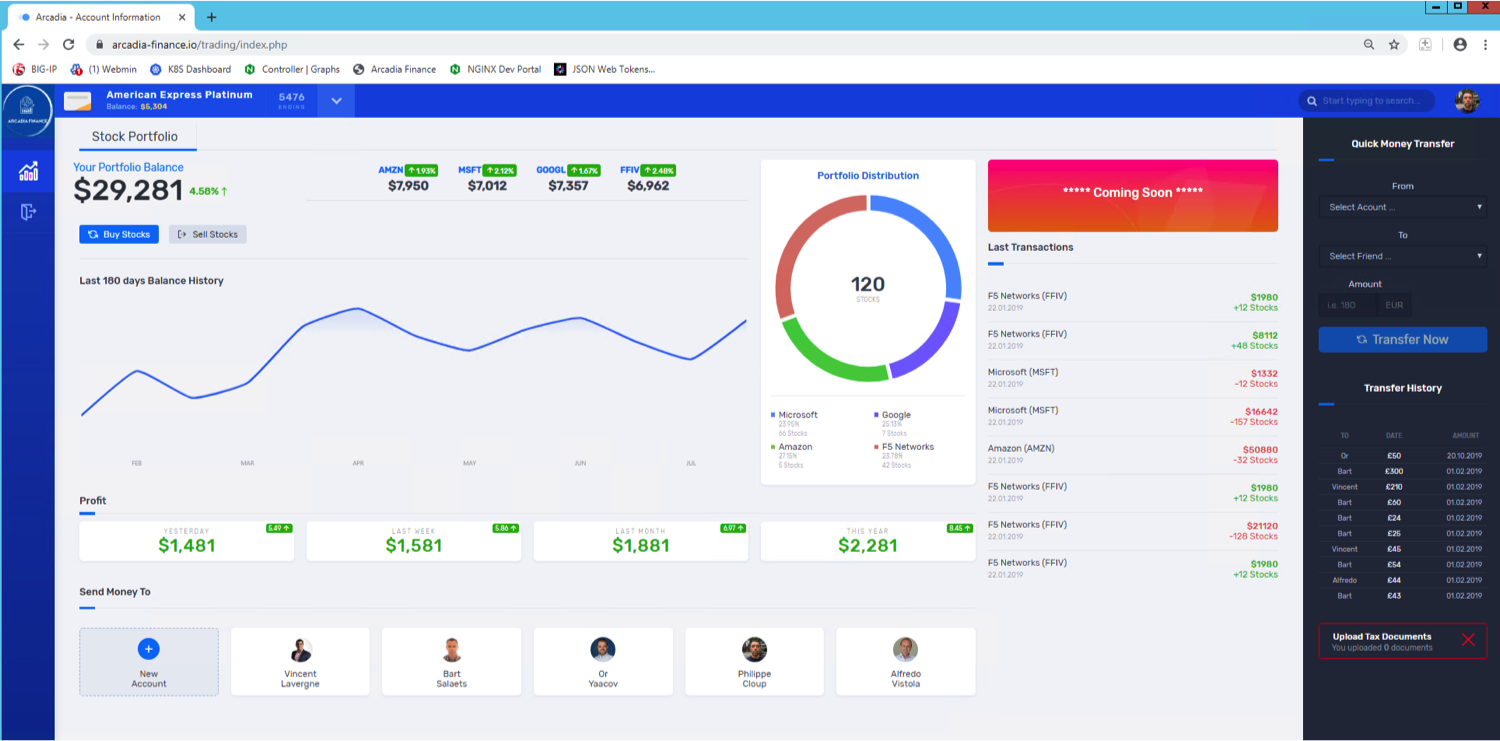 Arcadia - Account Information
arcadia-finance.io/trading/index.php
BIG-IP
(1) Webmin
K8S Dashboard
Controller | Graphs
Arcadia Finance
NGINX Dev Portal
JSON Web Tokens...
ARCADIA FINANCE
American Express Platinum
Balance: $5,304
5476
ENDING
Start typing to search...
Stock Portfolio
Your Portfolio Balance
$29,281 4.58% ↑
AMZN ↑ 1.93%
$7,950
MSFT ↑ 2.12%
$7,012
GOOGL ↑ 1.67%
$7,357
FFIV ↑ 2.48%
$6,962
Buy Stocks
Sell Stocks
Last 180 days Balance History
FEB MAR APR MAY JUN JUL
Portfolio Distribution
120
STOCKS
Microsoft
23.95%
66 Stocks
Google
25.13%
7 Stocks
Amazon
27.15%
5 Stocks
F5 Networks
23.78%
42 Stocks
Profit
YESTERDAY
5.49 ↑
$1,481
LAST WEEK
5.86 ↑
$1,581
LAST MONTH
6.97 ↑
$1,881
THIS YEAR
8.45 ↑
$2,281
Send Money To
New
Account
Vincent
Lavergne
Bart
Salaets
Or
Yaacov
Philippe
Cloup
Alfredo
Vistola
***** Coming Soon *****
Last Transactions
F5 Networks (FFIV) $1980
22.01.2019 +12 Stocks
F5 Networks (FFIV) $8112
22.01.2019 +48 Stocks
Microsoft (MSFT) $1332
22.01.2019 -12 Stocks
Microsoft (MSFT) $16642
22.01.2019 -157 Stocks
Amazon (AMZN) $50880
22.01.2019 -32 Stocks
F5 Networks (FFIV) $1980
22.01.2019 +12 Stocks
F5 Networks (FFIV) $21120
22.01.2019 -128 Stocks
F5 Networks (FFIV) $1980
22.01.2019 +12 Stocks
Quick Money Transfer
From
Select Acount ...
To
Select Friend ...
Amount
i.e. 180 EUR
Transfer Now
Transfer History
TO DATE AMOUNT
Or £50 20.10.2019
Bart £300 01.02.2019
Vincent £210 01.02.2019
Bart £60 01.02.2019
Bart £24 01.02.2019
Bart £25 01.02.2019
Vincent £45 01.02.2019
Bart £54 01.02.2019
Alfredo £44 01.02.2019
Bart £43 01.02.2019
Upload Tax Documents
You uploaded 0 documents